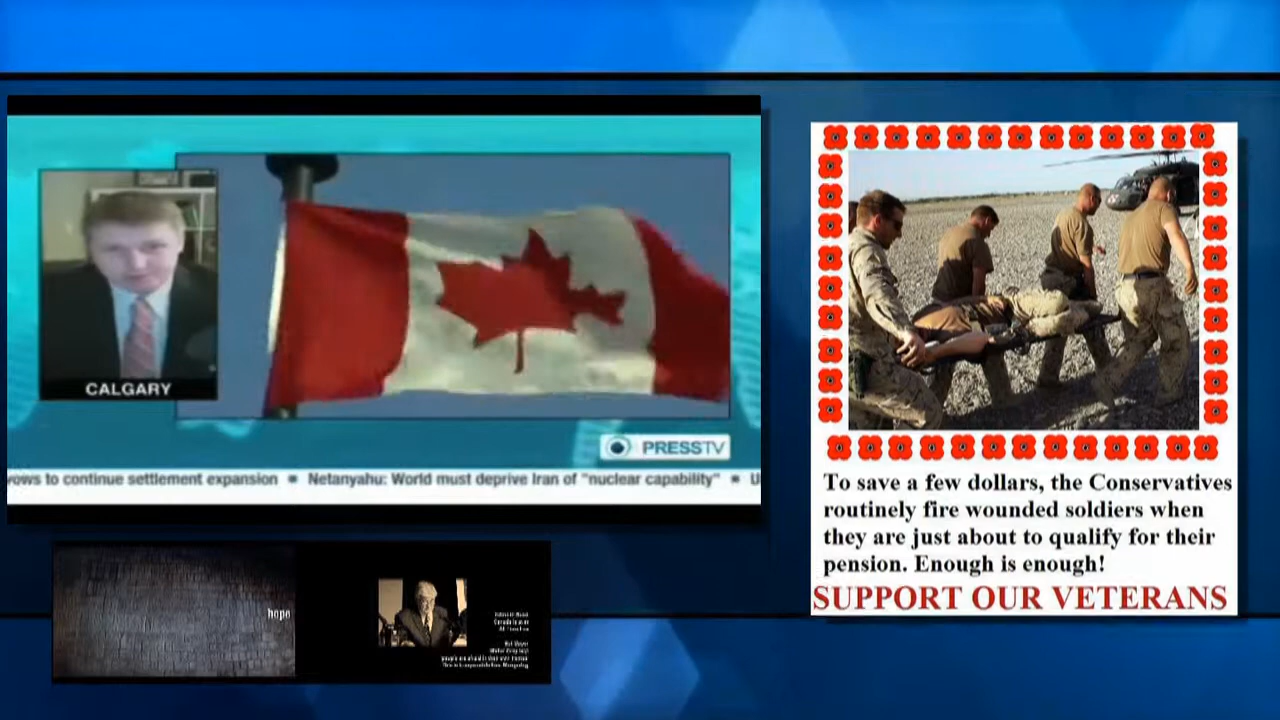 CALGARY
PRESSTV
vows to continue settlement expansion ▪ Netanyahu: World must deprive Iran of "nuclear capability" ▪ U
hope
To save a few dollars, the Conservatives
routinely fire wounded soldiers when
they are just about to qualify for their
pension. Enough is enough!
SUPPORT OUR VETERANS